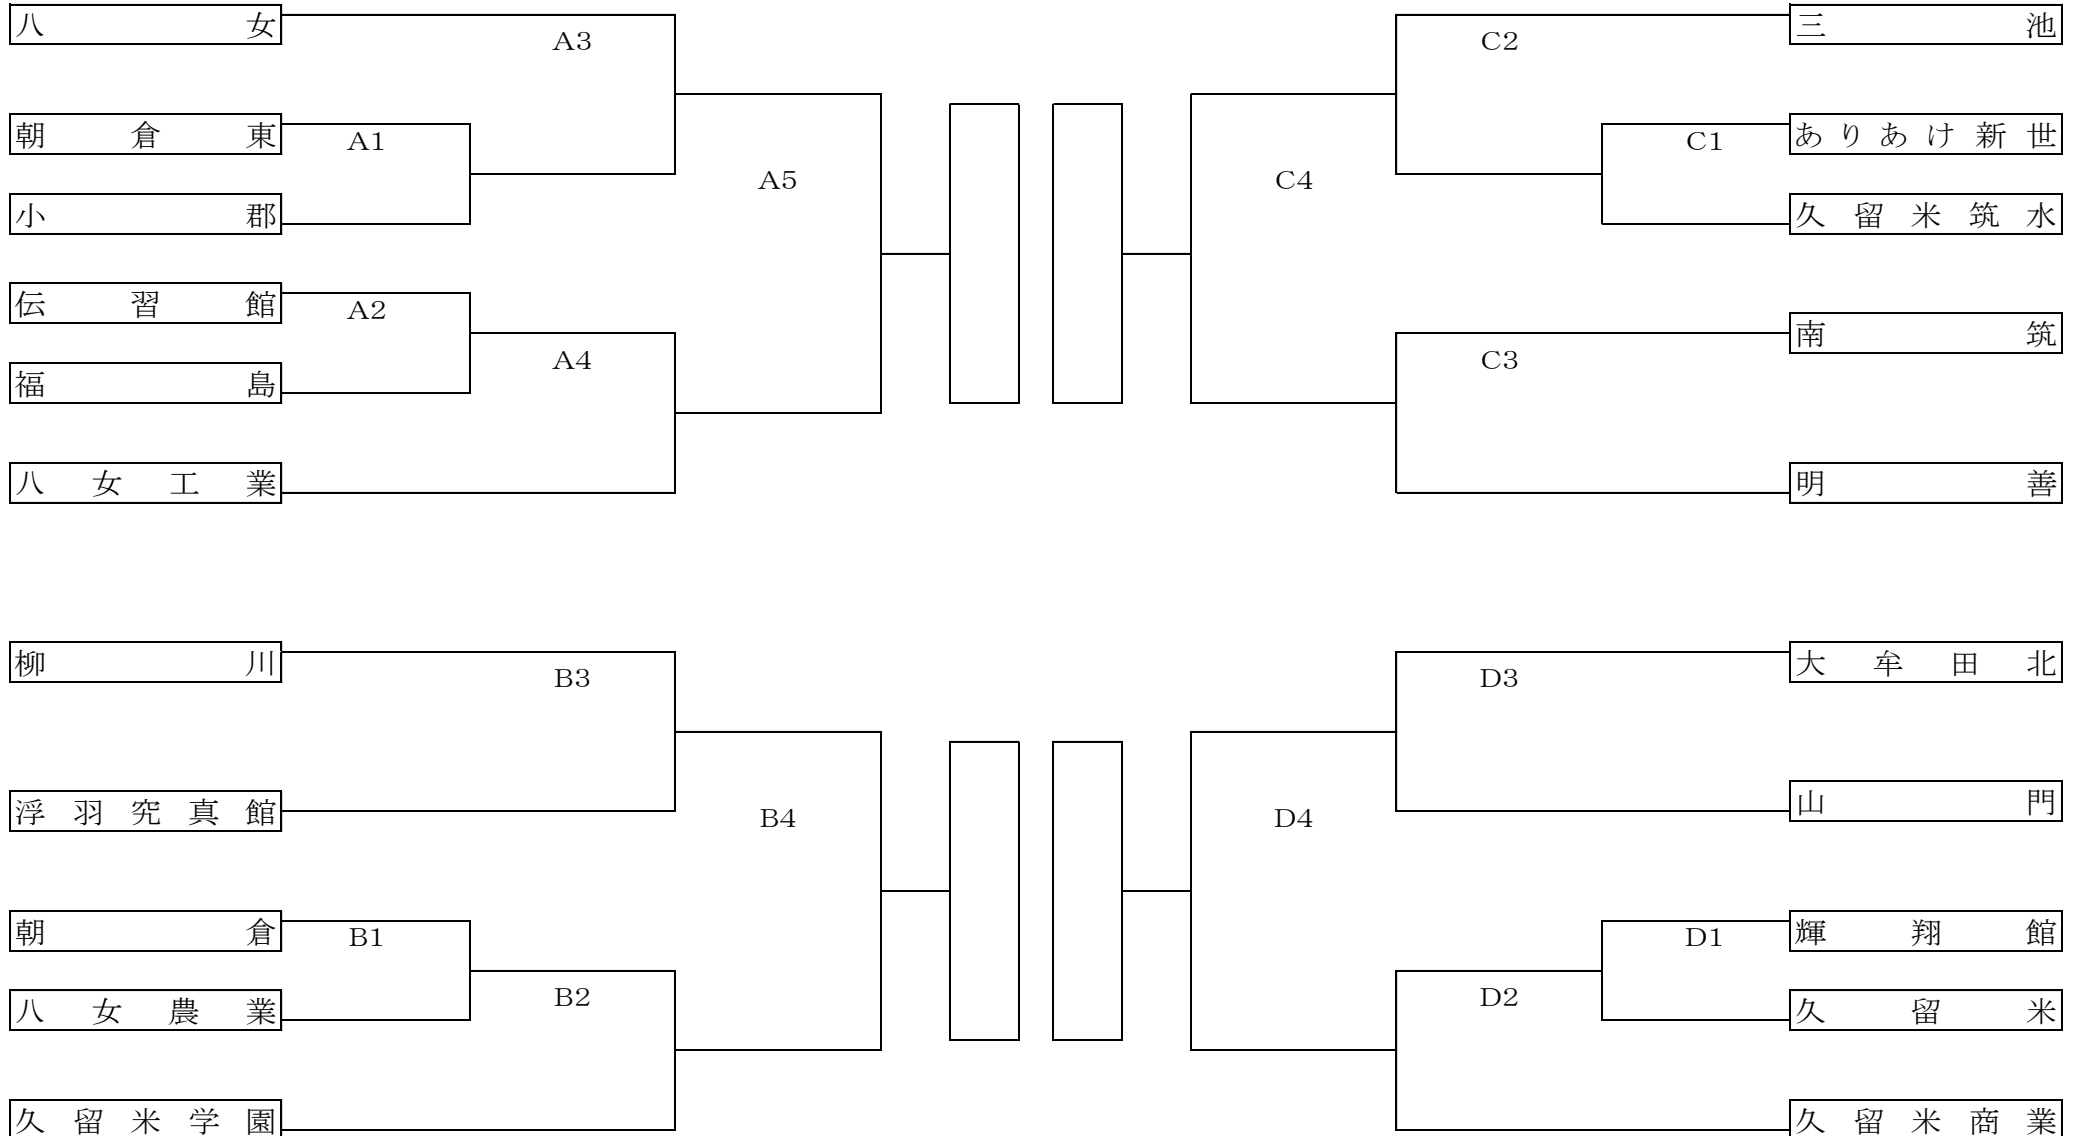 八女
A3
C2
三池
朝倉東
A1
C1
ありあけ新世
A5
C4
小郡
久留米筑水
伝習館
A2
南筑
福島
A4
C3
八女工業
明善
柳川
B3
D3
大牟田北
浮羽究真館
B4
D4
山門
朝倉
B1
D1
輝翔館
八女農業
B2
D2
久留米
久留米学園
久留米商業